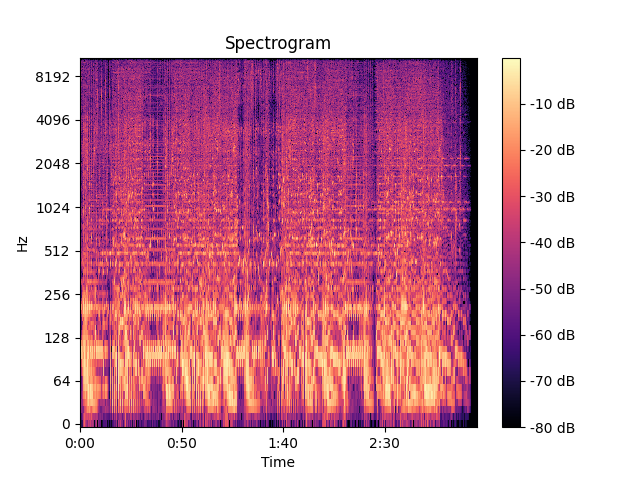 Spectrogram
8192
4096
2048
1024
512
256
128
64
0
Hz
0:00 0:50 1:40 2:30
Time
-10 dB
-20 dB
-30 dB
-40 dB
-50 dB
-60 dB
-70 dB
-80 dB